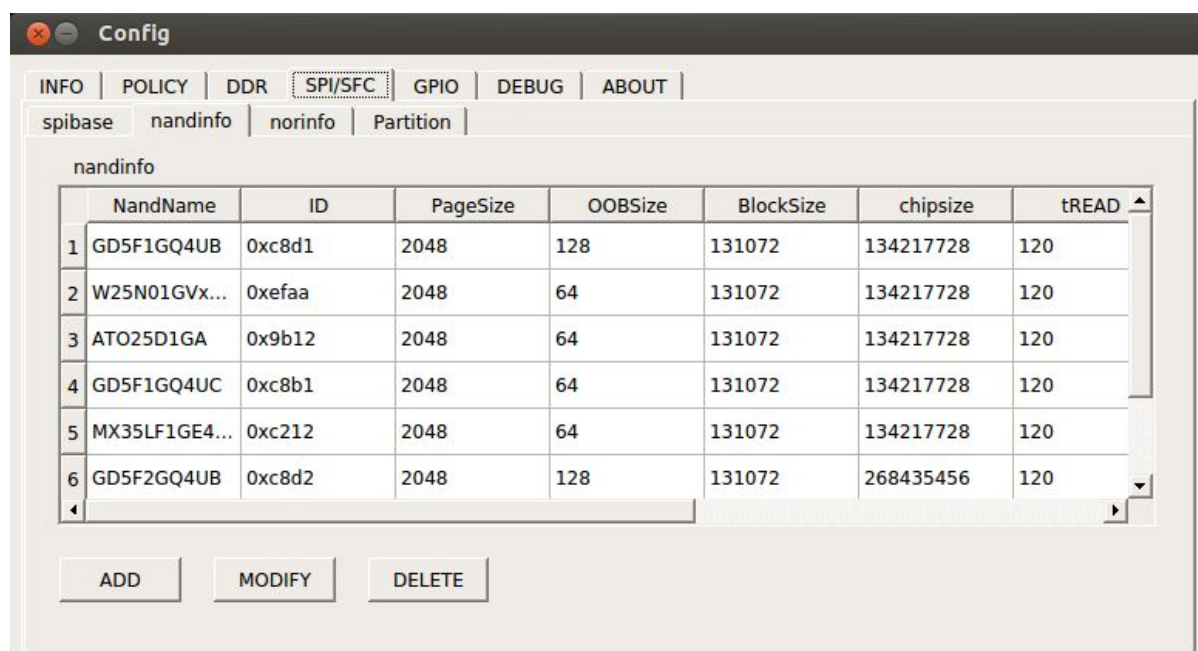 Config
INFO POLICY DDR SPI/SFC GPIO DEBUG ABOUT
spibase nandinfo norinfo Partition
nandinfo
NandName ID PageSize OOBSize BlockSize chipsize tREAD
1 GD5F1GQ4UB 0xc8d1 2048 128 131072 134217728 120
2 W25N01GVx... 0xefaa 2048 64 131072 134217728 120
3 ATO25D1GA 0x9b12 2048 64 131072 134217728 120
4 GD5F1GQ4UC 0xc8b1 2048 64 131072 134217728 120
5 MX35LF1GE4... 0xc212 2048 64 131072 134217728 120
6 GD5F2GQ4UB 0xc8d2 2048 128 131072 268435456 120
ADD MODIFY DELETE